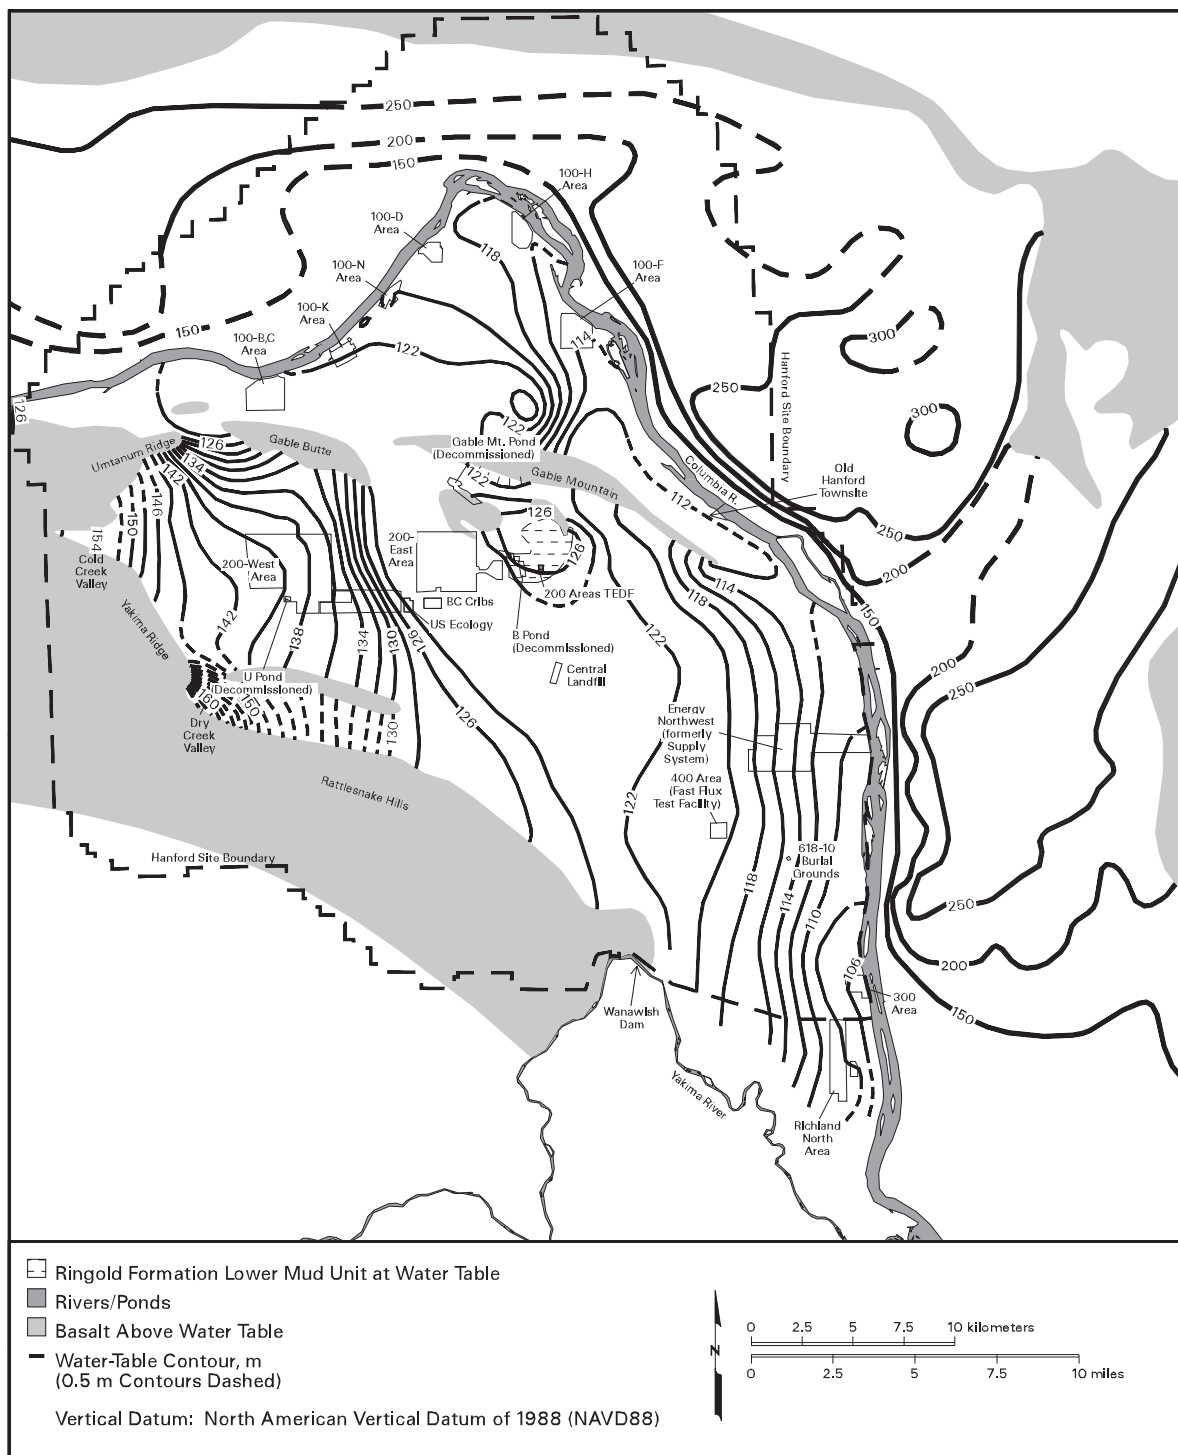 250
200
150
100-H
Area
100-D
Area
118
100-N
Area
100-F
Area
100-K
Area
150
300
100-B,C
Area
114
122
Hanford Site Boundary
250
126
300
122
Umtanum Ridge
126
Gable Butte
Gable Mt. Pond
(Decommissioned)
134
142
122
Gable Mountain
Columbia R.
Old
Hanford
Townsite
146
112
150
126
250
154
200-
East
Area
126
Cold
Creek
Valley
200-West
Area
200
114
118
200 Areas TEDF
BC Cribs
150
Yakima Ridge
142
138
134
130
126
US Ecology
122
B Pond
(Decommissioned)
200
Central
Landfill
U Pond
(Decommissioned)
250
160
150
126
Energy
Northwest
(formerly
Supply
System)
Dry
Creek
Valley
130
400 Area
(Fast Flux
Test Facility)
Rattlesnake Hills
122
618-10
Burial
Grounds
Hanford Site Boundary
118
114
110
250
106
200
300
Area
150
Wanawish
Dam
Yakima River
Richland
North
Area
Ringold Formation Lower Mud Unit at Water Table
Rivers/Ponds
Basalt Above Water Table
Water-Table Contour, m
(0.5 m Contours Dashed)
Vertical Datum: North American Vertical Datum of 1988 (NAVD88)
N
0 2.5 5 7.5 10 kilometers
0 2.5 5 7.5 10 miles